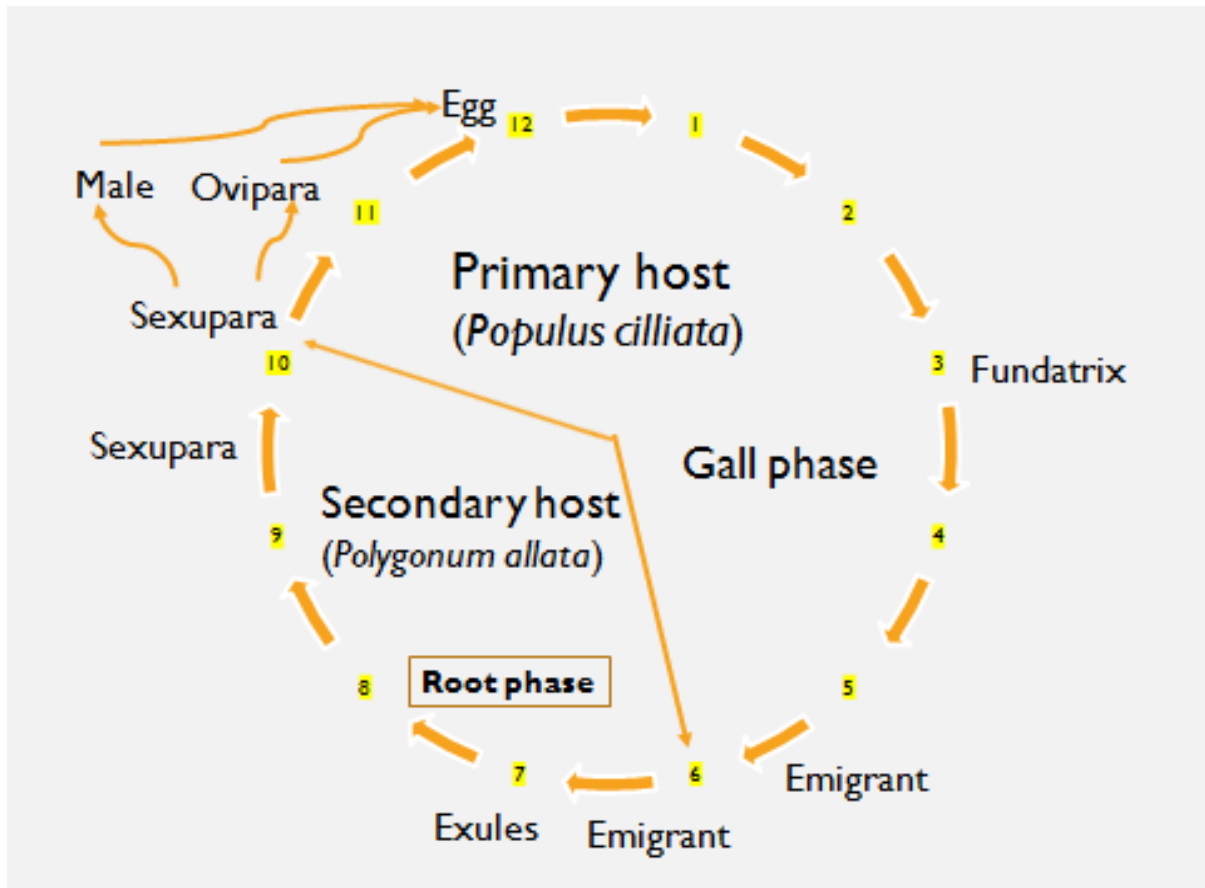 Egg
12
1
Male
Ovipara
11
2
Primary host
(Populus cilliata)
Sexupara
10
3
Fundatrix
Sexupara
Gall phase
Secondary host
(Polygonum allata)
9
4
Root phase
8
5
7
6
Emigrant
Exules
Emigrant